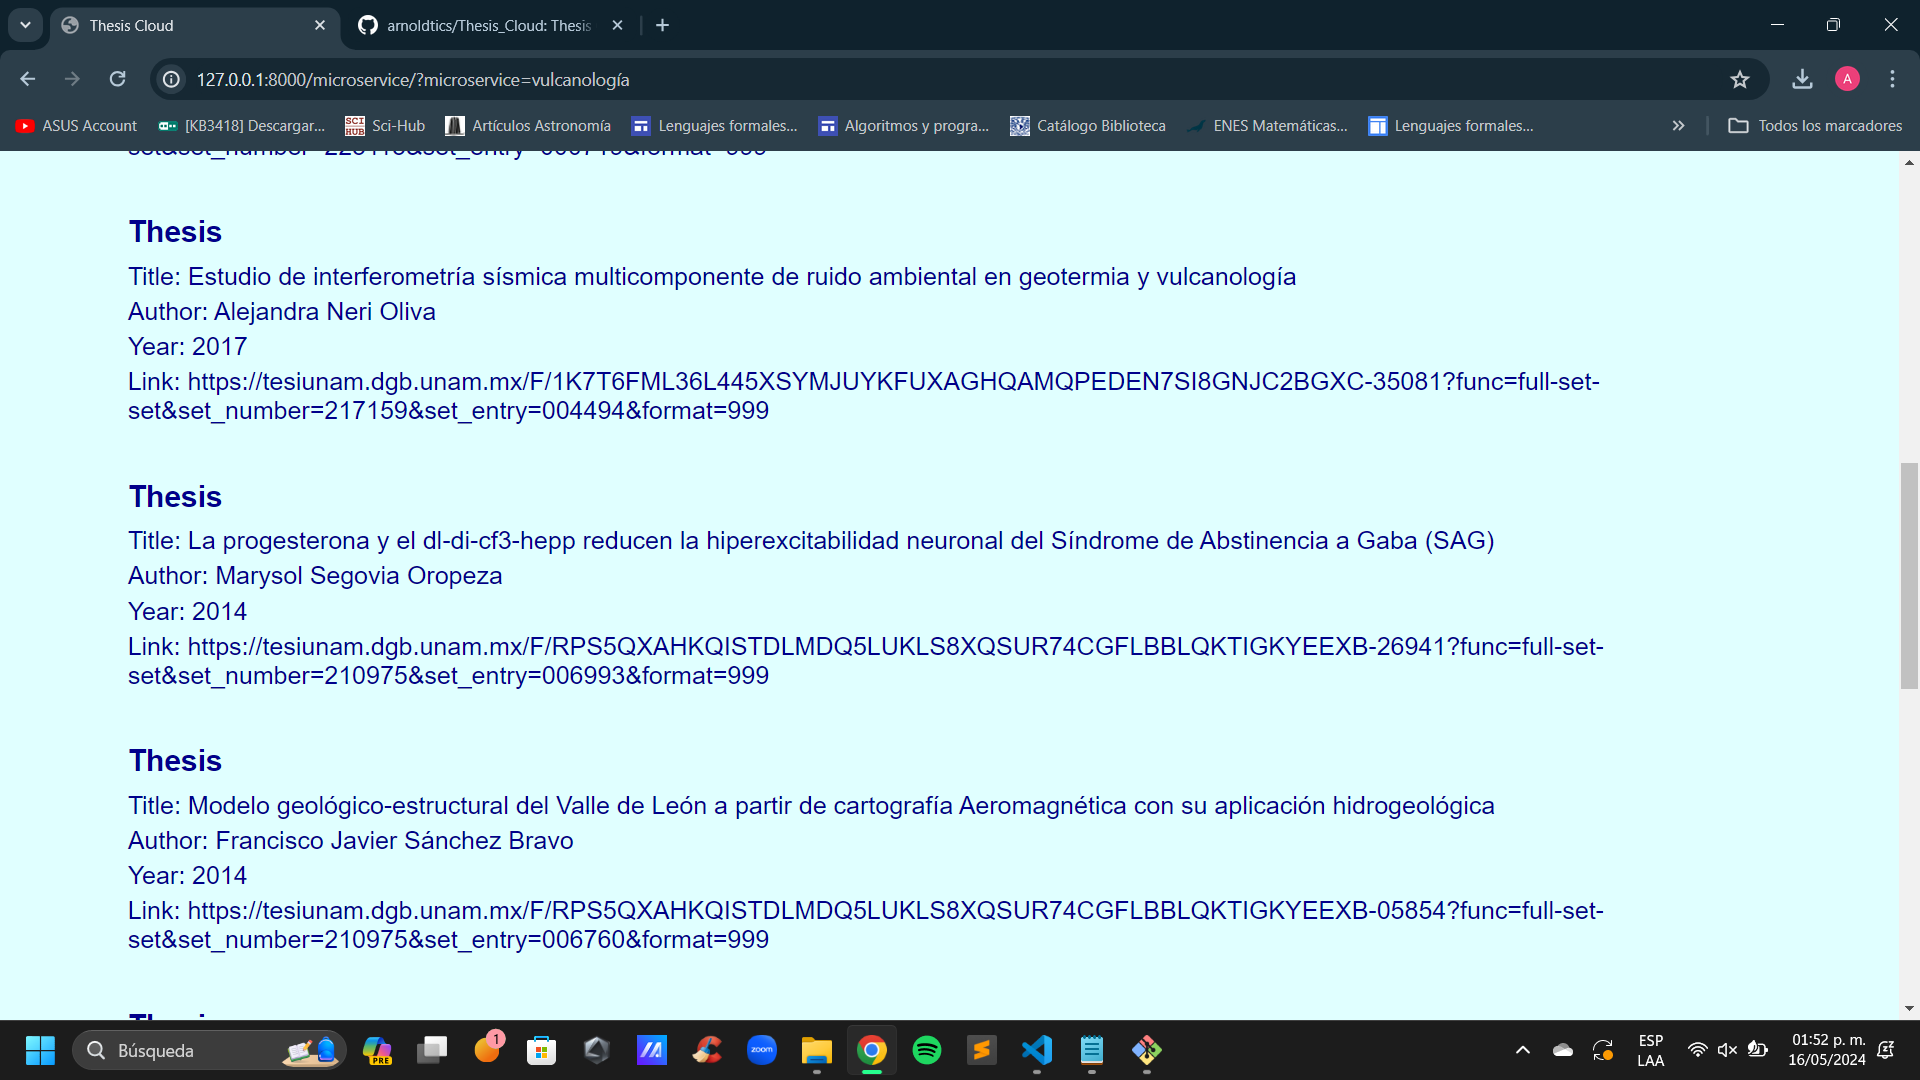 Thesis Cloud
arnoldtics/Thesis_Cloud: Thesis
127.0.0.1:8000/microservice/?microservice=vulcanología
A
ASUS Account
[KB3418] Descargar...
SCI HUB
Sci-Hub
Artículos Astronomía
Lenguajes formales...
Algoritmos y progra...
Catálogo Biblioteca
ENES Matemáticas...
Lenguajes formales...
Todos los marcadores
Thesis
Title: Estudio de interferometría sísmica multicomponente de ruido ambiental en geotermia y vulcanología
Author: Alejandra Neri Oliva
Year: 2017
Link: https://tesiunam.dgb.unam.mx/F/1K7T6FML36L445XSYMJUYKFUXAGHQAMQPEDEN7SI8GNJC2BGXC-35081?func=full-set-
set&set_number=217159&set_entry=004494&format=999
Thesis
Title: La progesterona y el dl-di-cf3-hepp reducen la hiperexcitabilidad neuronal del Síndrome de Abstinencia a Gaba (SAG)
Author: Marysol Segovia Oropeza
Year: 2014
Link: https://tesiunam.dgb.unam.mx/F/RPS5QXAHKQISTDLMDQ5LUKLS8XQSUR74CGFLBBLQKTIGKYEEXB-26941?func=full-set-
set&set_number=210975&set_entry=006993&format=999
Thesis
Title: Modelo geológico-estructural del Valle de León a partir de cartografía Aeromagnética con su aplicación hidrogeológica
Author: Francisco Javier Sánchez Bravo
Year: 2014
Link: https://tesiunam.dgb.unam.mx/F/RPS5QXAHKQISTDLMDQ5LUKLS8XQSUR74CGFLBBLQKTIGKYEEXB-05854?func=full-set-
set&set_number=210975&set_entry=006760&format=999
Búsqueda
PRE
1
zoom
ESP
LAA
01:52 p. m.
16/05/2024